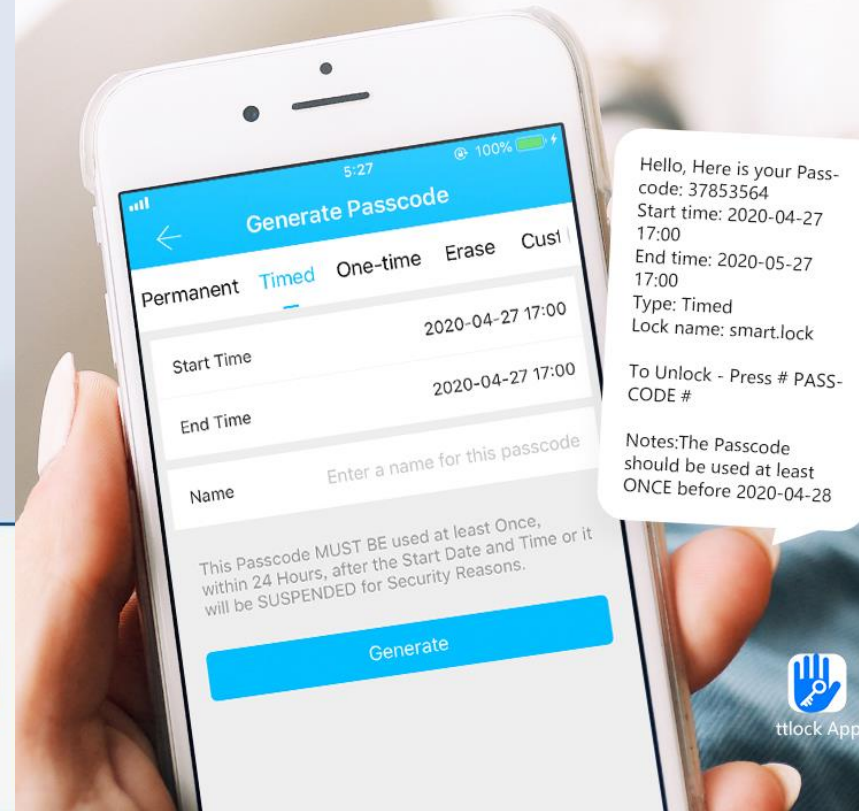 5:27
100%
Generate Passcode
Permanent Timed One-time Erase Cust
Start Time 2020-04-27 17:00
End Time 2020-04-27 17:00
Name Enter a name for this passcode
This Passcode MUST BE used at least Once,
within 24 Hours, after the Start Date and Time or it
will be SUSPENDED for Security Reasons.
Generate
Hello, Here is your Pass-
code: 37853564
Start time: 2020-04-27
17:00
End time: 2020-05-27
17:00
Type: Timed
Lock name: smart.lock
To Unlock - Press # PASS-
CODE #
Notes:The Passcode
should be used at least
ONCE before 2020-04-28
ttlock App